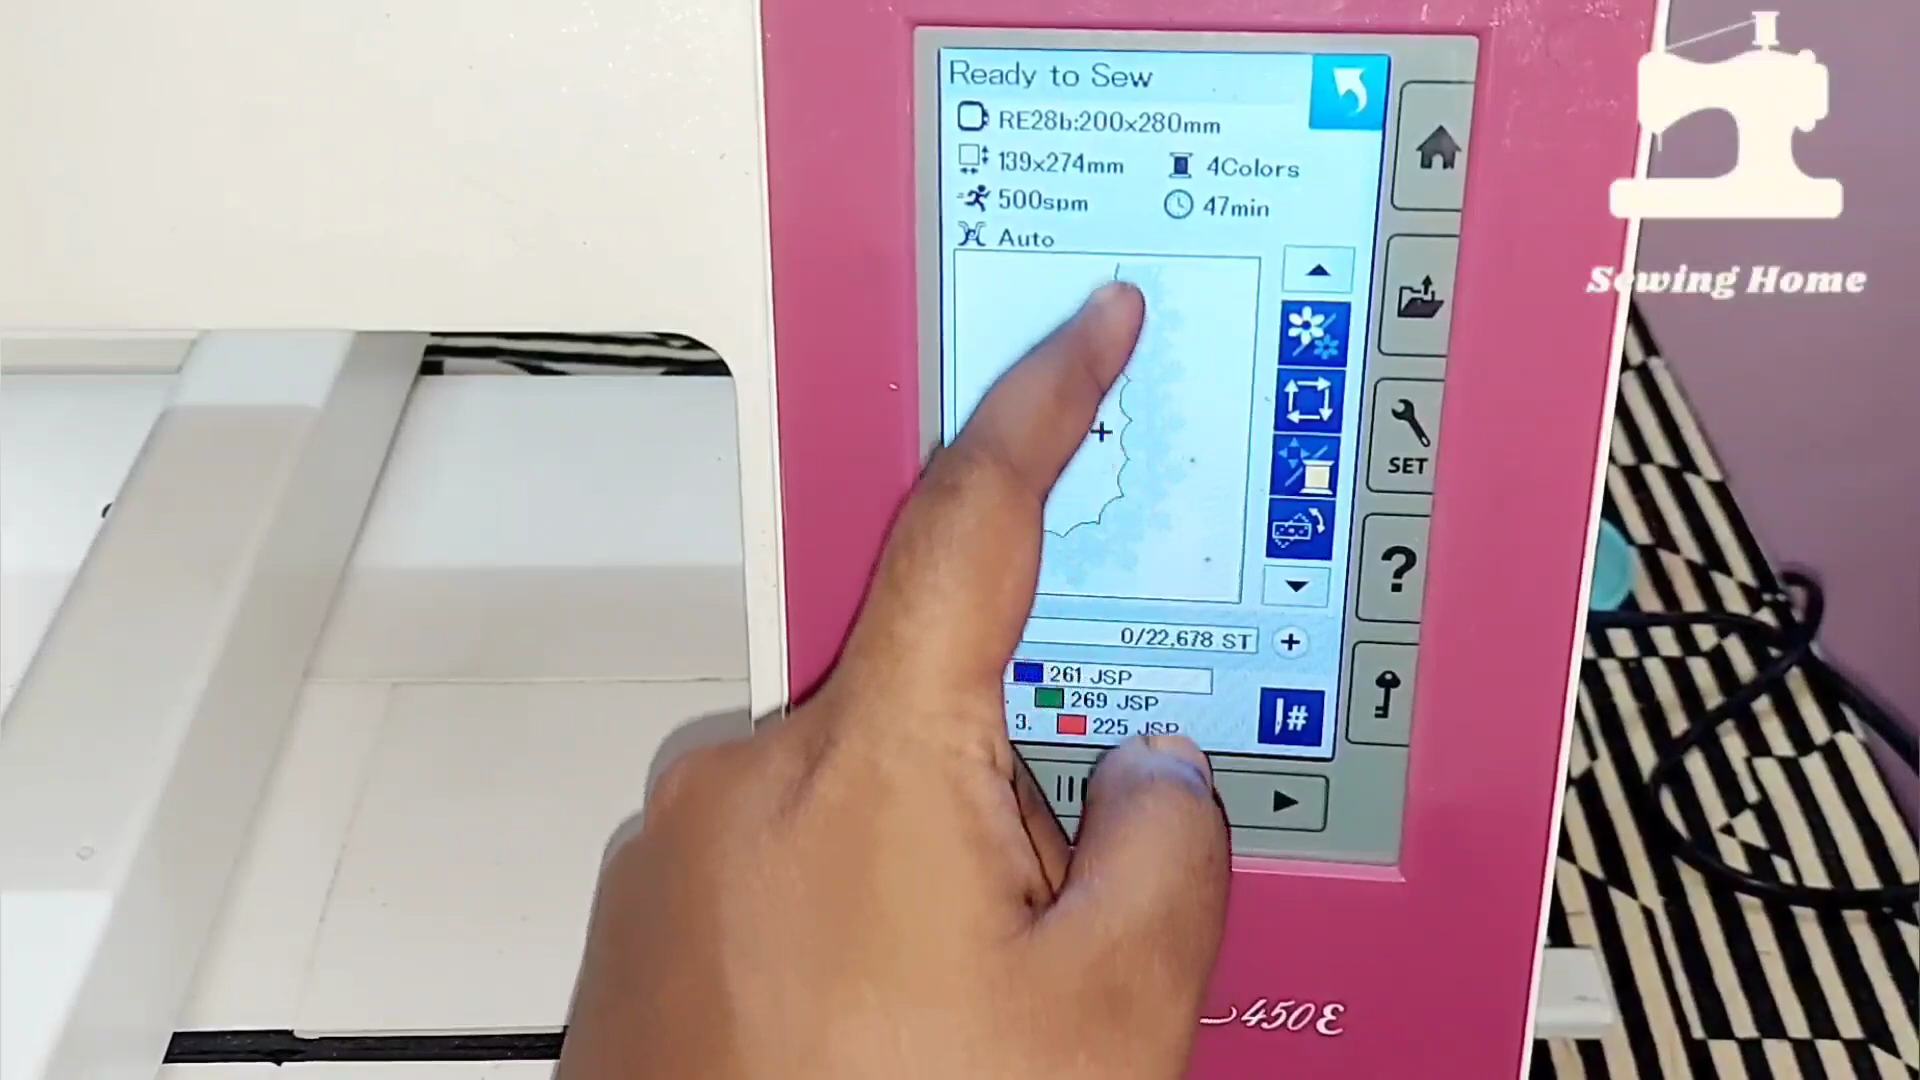 Ready to Sew
RE28b:200x280mm
139x274mm 4Colors
500spm 47min
Auto
0/22,678 ST
261 JSP
269 JSP
3. 225 JSP
SET
?
#
450E
Sewing Home